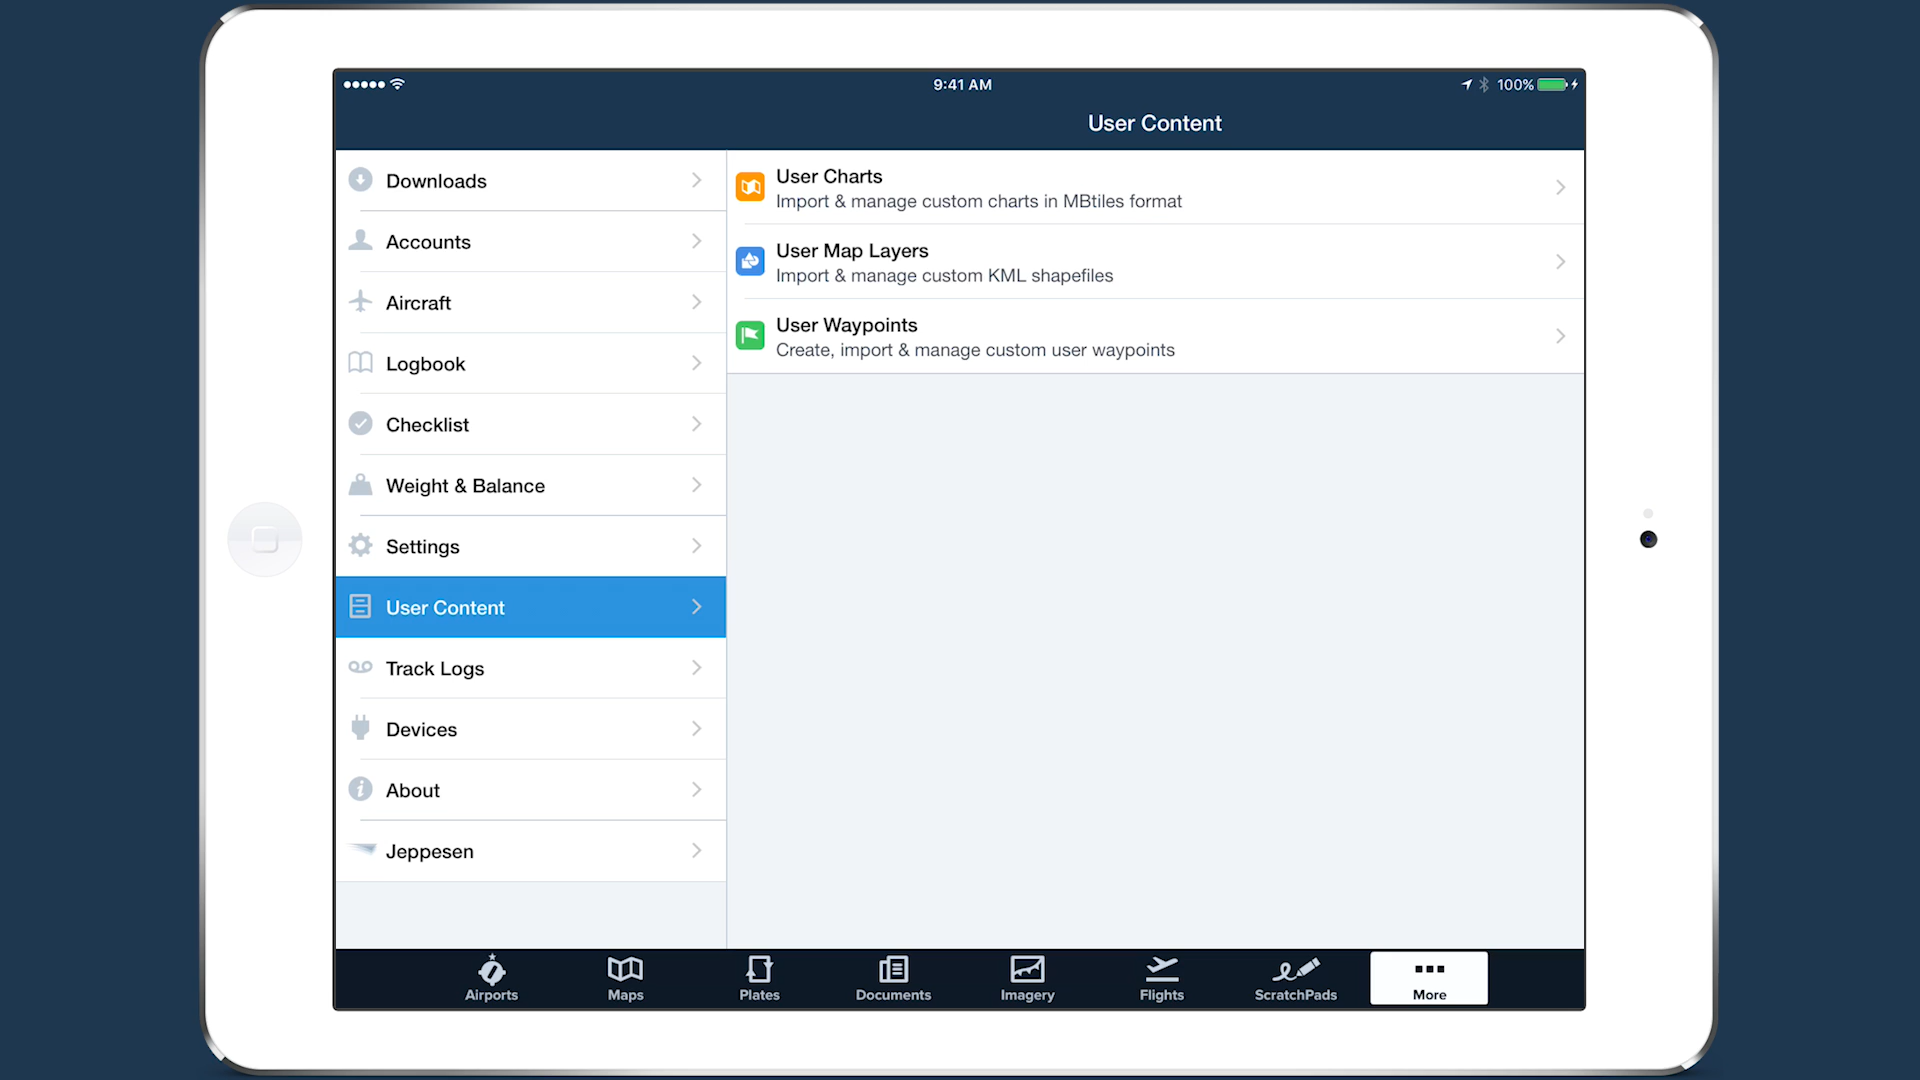 9:41 AM
100%
User Content
Downloads
Accounts
Aircraft
Logbook
Checklist
Weight & Balance
Settings
User Content
Track Logs
Devices
About
Jeppesen
User Charts
Import & manage custom charts in MBtiles format
User Map Layers
Import & manage custom KML shapefiles
User Waypoints
Create, import & manage custom user waypoints
Airports
Maps
Plates
Documents
Imagery
Flights
ScratchPads
More